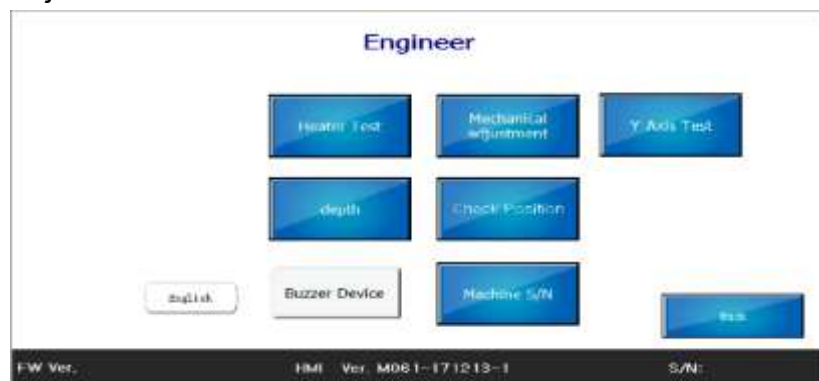 Engineer
Heater Test
Mechanical
adjustment
Y Axis Test
depth
Check Position
English
Buzzer Device
Machine S/N
Back
FW Ver.
HMI Ver. M061-171213-1
S/N: